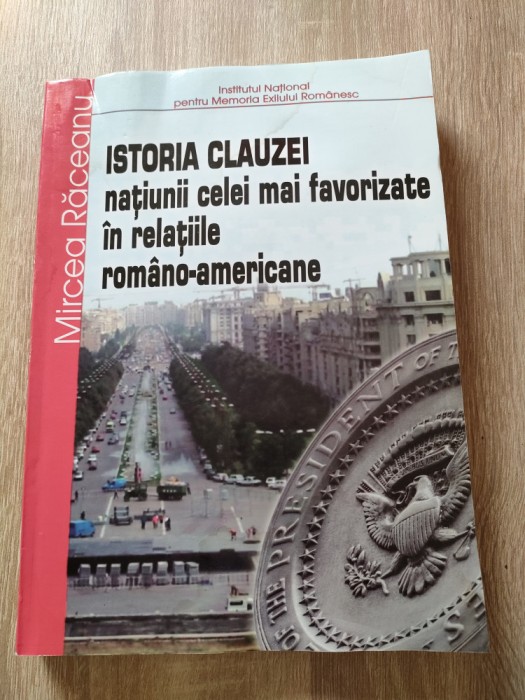 Institutul Național
pentru Memoria Exilului Românesc
Mircea Răceanu
ISTORIA CLAUZEI
națiunii celei mai favorizate
în relațiile
româno-americane
OF THE PRESIDENT OF THE